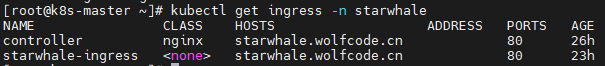 [root@k8s-master ~]# kubectl get ingress -n starwhale
NAME CLASS HOSTS ADDRESS PORTS AGE
controller nginx starwhale.wolfcode.cn 80 26h
starwhale-ingress <none> starwhale.wolfcode.cn 80 23h